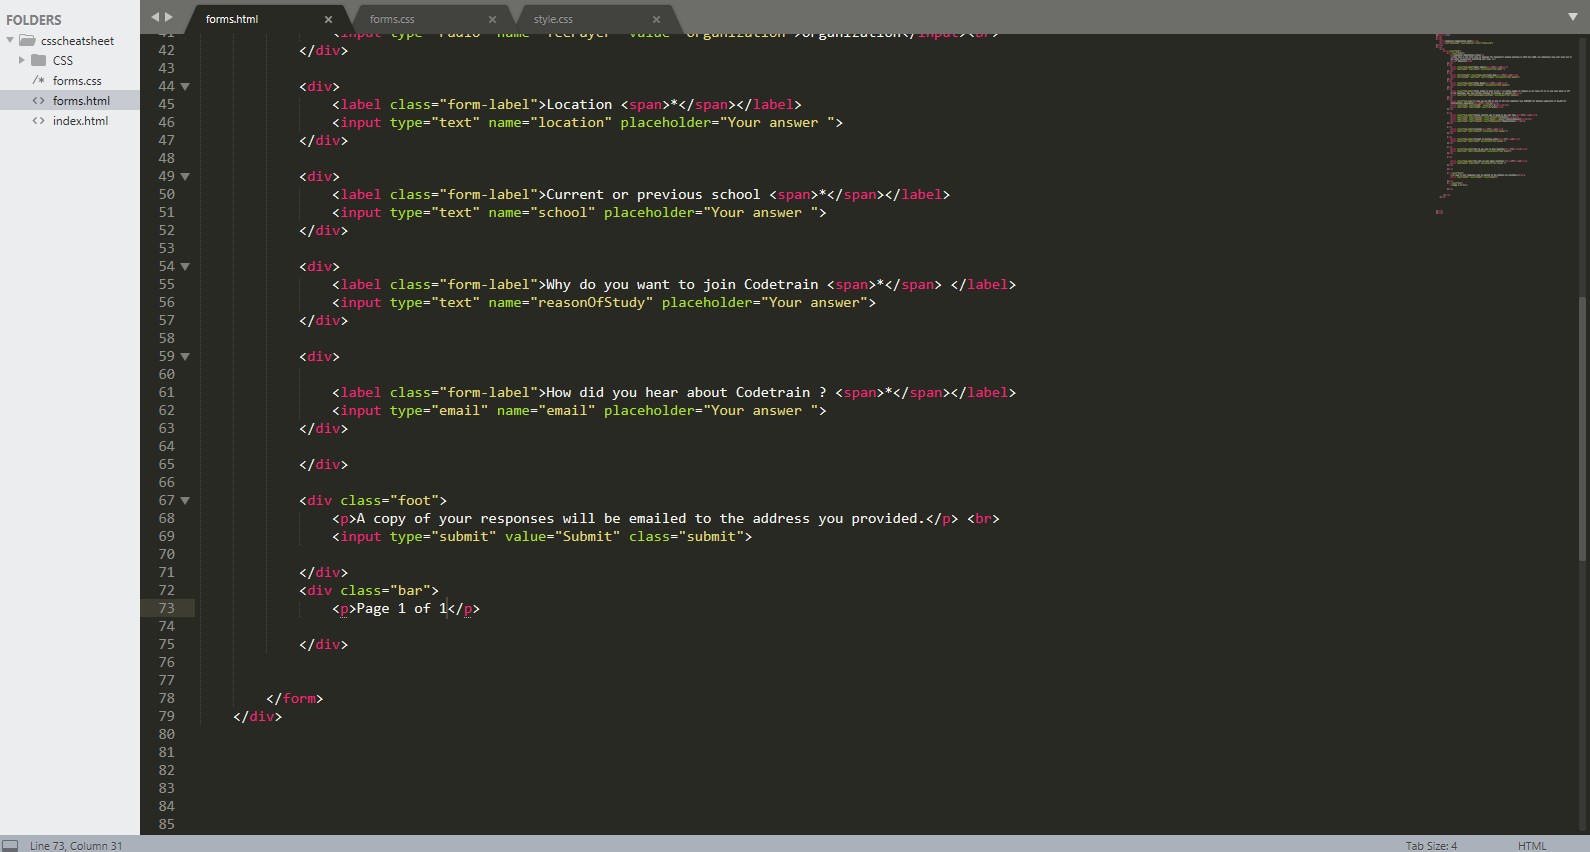 FOLDERS
csscheatsheet
CSS
/* forms.css
<> forms.html
<> index.html
forms.html ×
forms.css ×
style.css ×
41 <input type="radio" name="feePayer" value="organization">organization</input><br>
42 </div>
43
44 <div>
45 <label class="form-label">Location <span>*</span></label>
46 <input type="text" name="location" placeholder="Your answer ">
47 </div>
48
49 <div>
50 <label class="form-label">Current or previous school <span>*</span></label>
51 <input type="text" name="school" placeholder="Your answer ">
52 </div>
53
54 <div>
55 <label class="form-label">Why do you want to join Codetrain <span>*</span> </label>
56 <input type="text" name="reasonOfStudy" placeholder="Your answer">
57 </div>
58
59 <div>
60
61 <label class="form-label">How did you hear about Codetrain ? <span>*</span></label>
62 <input type="email" name="email" placeholder="Your answer ">
63 </div>
64
65 </div>
66
67 <div class="foot">
68 <p>A copy of your responses will be emailed to the address you provided.</p> <br>
69 <input type="submit" value="Submit" class="submit">
70
71 </div>
72 <div class="bar">
73 <p>Page 1 of 1</p>
74
75 </div>
76
77
78 </form>
79 </div>
80
81
82
83
84
85
Line 73, Column 31
Tab Size: 4
HTML